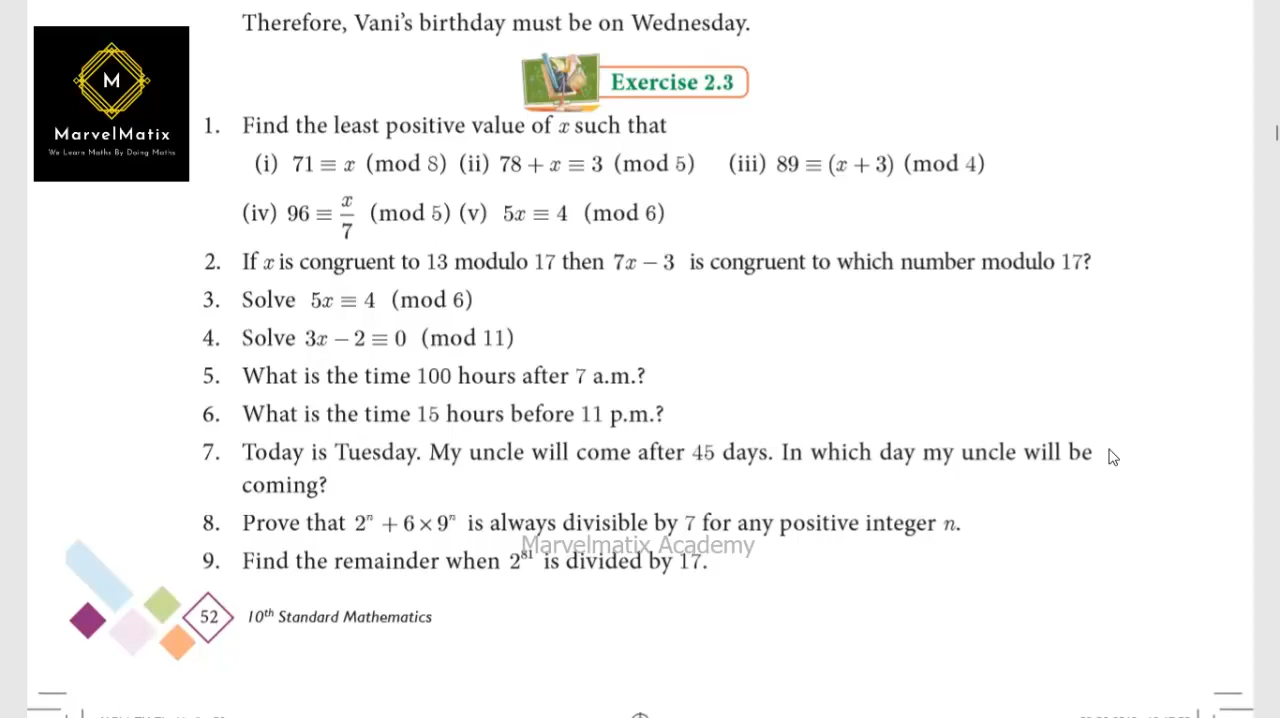 Therefore, Vani's birthday must be on Wednesday.
M
MarvelMatix
We Learn Maths By Doing Maths
Exercise 2.3
1. Find the least positive value of x such that
(i) 71 ≡ x (mod 8) (ii) 78 + x ≡ 3 (mod 5) (iii) 89 ≡ (x + 3) (mod 4)
(iv) 96 ≡ x/7 (mod 5) (v) 5x ≡ 4 (mod 6)
2. If x is congruent to 13 modulo 17 then 7x − 3 is congruent to which number modulo 17?
3. Solve 5x ≡ 4 (mod 6)
4. Solve 3x − 2 ≡ 0 (mod 11)
5. What is the time 100 hours after 7 a.m.?
6. What is the time 15 hours before 11 p.m.?
7. Today is Tuesday. My uncle will come after 45 days. In which day my uncle will be
coming?
8. Prove that 2ⁿ + 6 × 9ⁿ is always divisible by 7 for any positive integer n.
Marvelmatix Academy
9. Find the remainder when 2⁸¹ is divided by 17.
52 10th Standard Mathematics